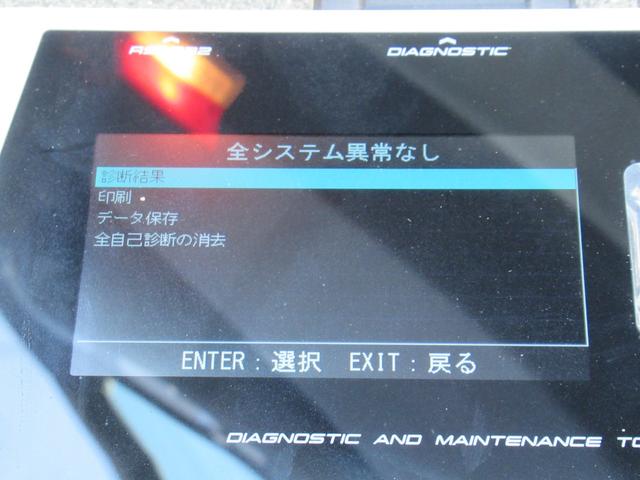 DIAGNOSTIC
全システム異常なし
診断結果
印刷
データ保存
全自己診断の消去
ENTER：選択 EXIT：戻る
DIAGNOSTIC AND MAINTENANCE